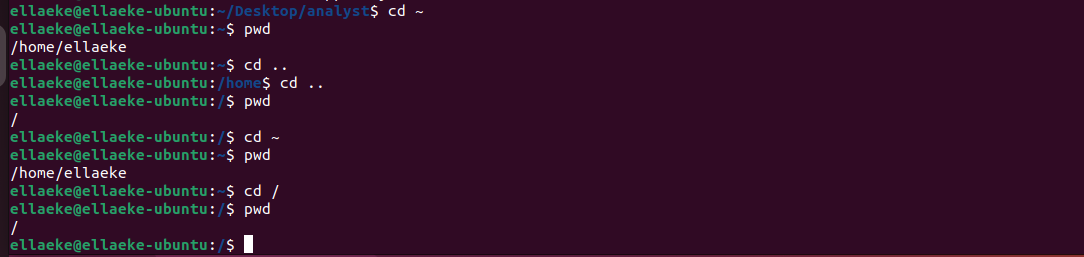 ellaeke@ellaeke-ubuntu:~/Desktop/analyst$ cd ~
ellaeke@ellaeke-ubuntu:~$ pwd
/home/ellaeke
ellaeke@ellaeke-ubuntu:~$ cd ..
ellaeke@ellaeke-ubuntu:/home$ cd ..
ellaeke@ellaeke-ubuntu:/$ pwd
/
ellaeke@ellaeke-ubuntu:/$ cd ~
ellaeke@ellaeke-ubuntu:~$ pwd
/home/ellaeke
ellaeke@ellaeke-ubuntu:~$ cd /
ellaeke@ellaeke-ubuntu:/$ pwd
/
ellaeke@ellaeke-ubuntu:/$